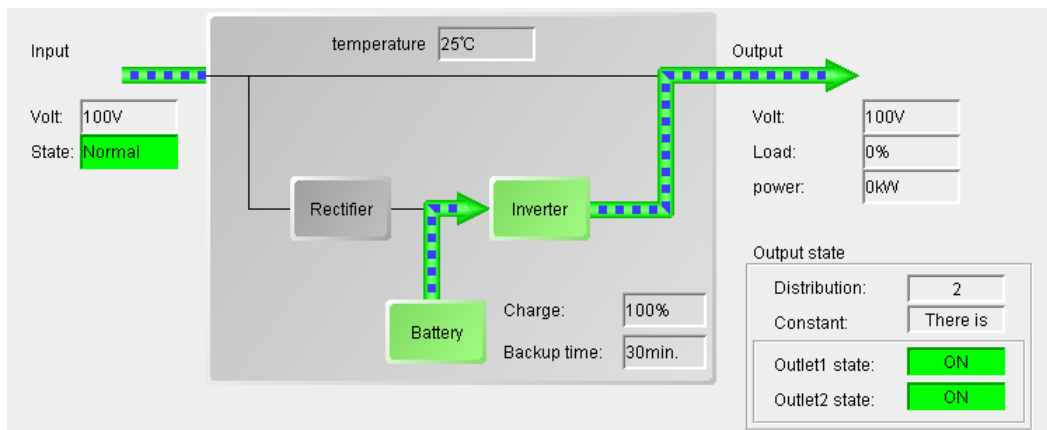 temperature 25℃
Input
Output
Volt: 100V
State: Normal
Volt: 100V
Load: 0%
power: 0kW
Rectifier
Inverter
Battery
Charge: 100%
Backup time: 30min.
Output state
Distribution: 2
Constant: There is
Outlet1 state: ON
Outlet2 state: ON